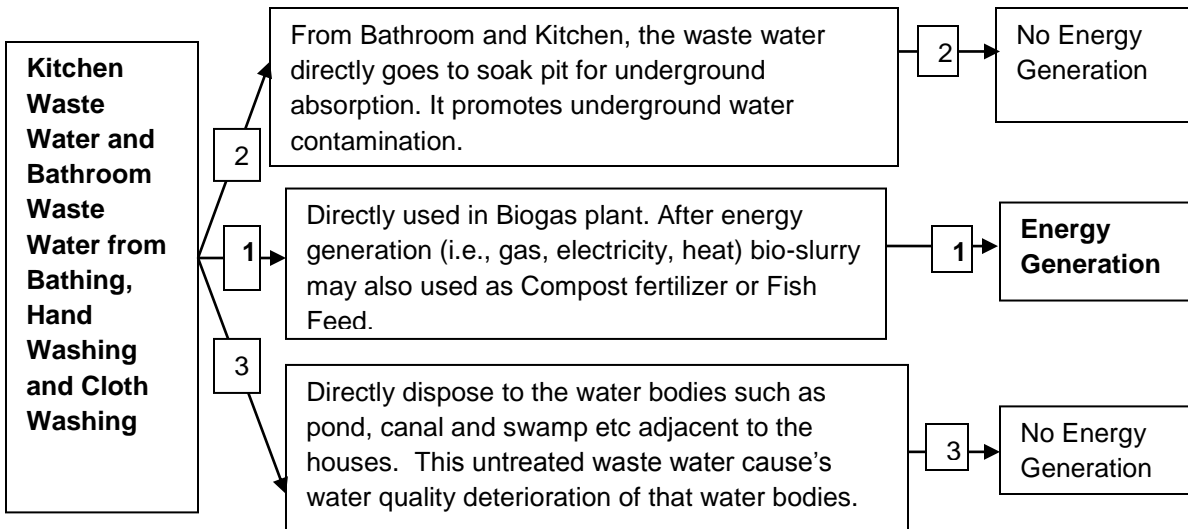 Kitchen
Waste
Water and
Bathroom
Waste
Water from
Bathing,
Hand
Washing
and Cloth
Washing
2
From Bathroom and Kitchen, the waste water
directly goes to soak pit for underground
absorption. It promotes underground water
contamination.
2
No Energy
Generation
1
Directly used in Biogas plant. After energy
generation (i.e., gas, electricity, heat) bio-slurry
may also used as Compost fertilizer or Fish
Feed.
1
Energy
Generation
3
Directly dispose to the water bodies such as
pond, canal and swamp etc adjacent to the
houses. This untreated waste water cause's
water quality deterioration of that water bodies.
3
No Energy
Generation